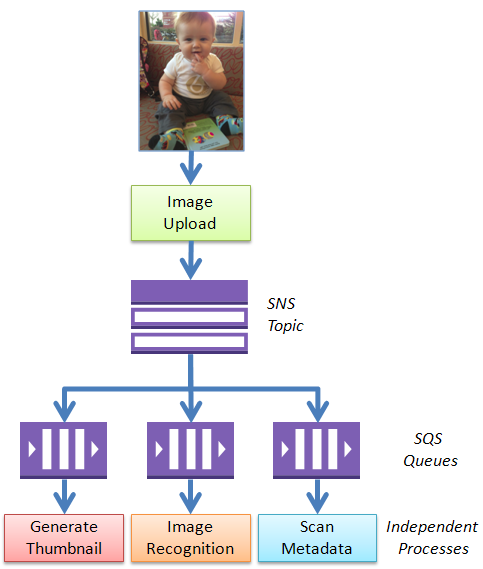 Image
Upload
SNS
Topic
SQS
Queues
Generate
Thumbnail
Image
Recognition
Scan
Metadata
Independent
Processes